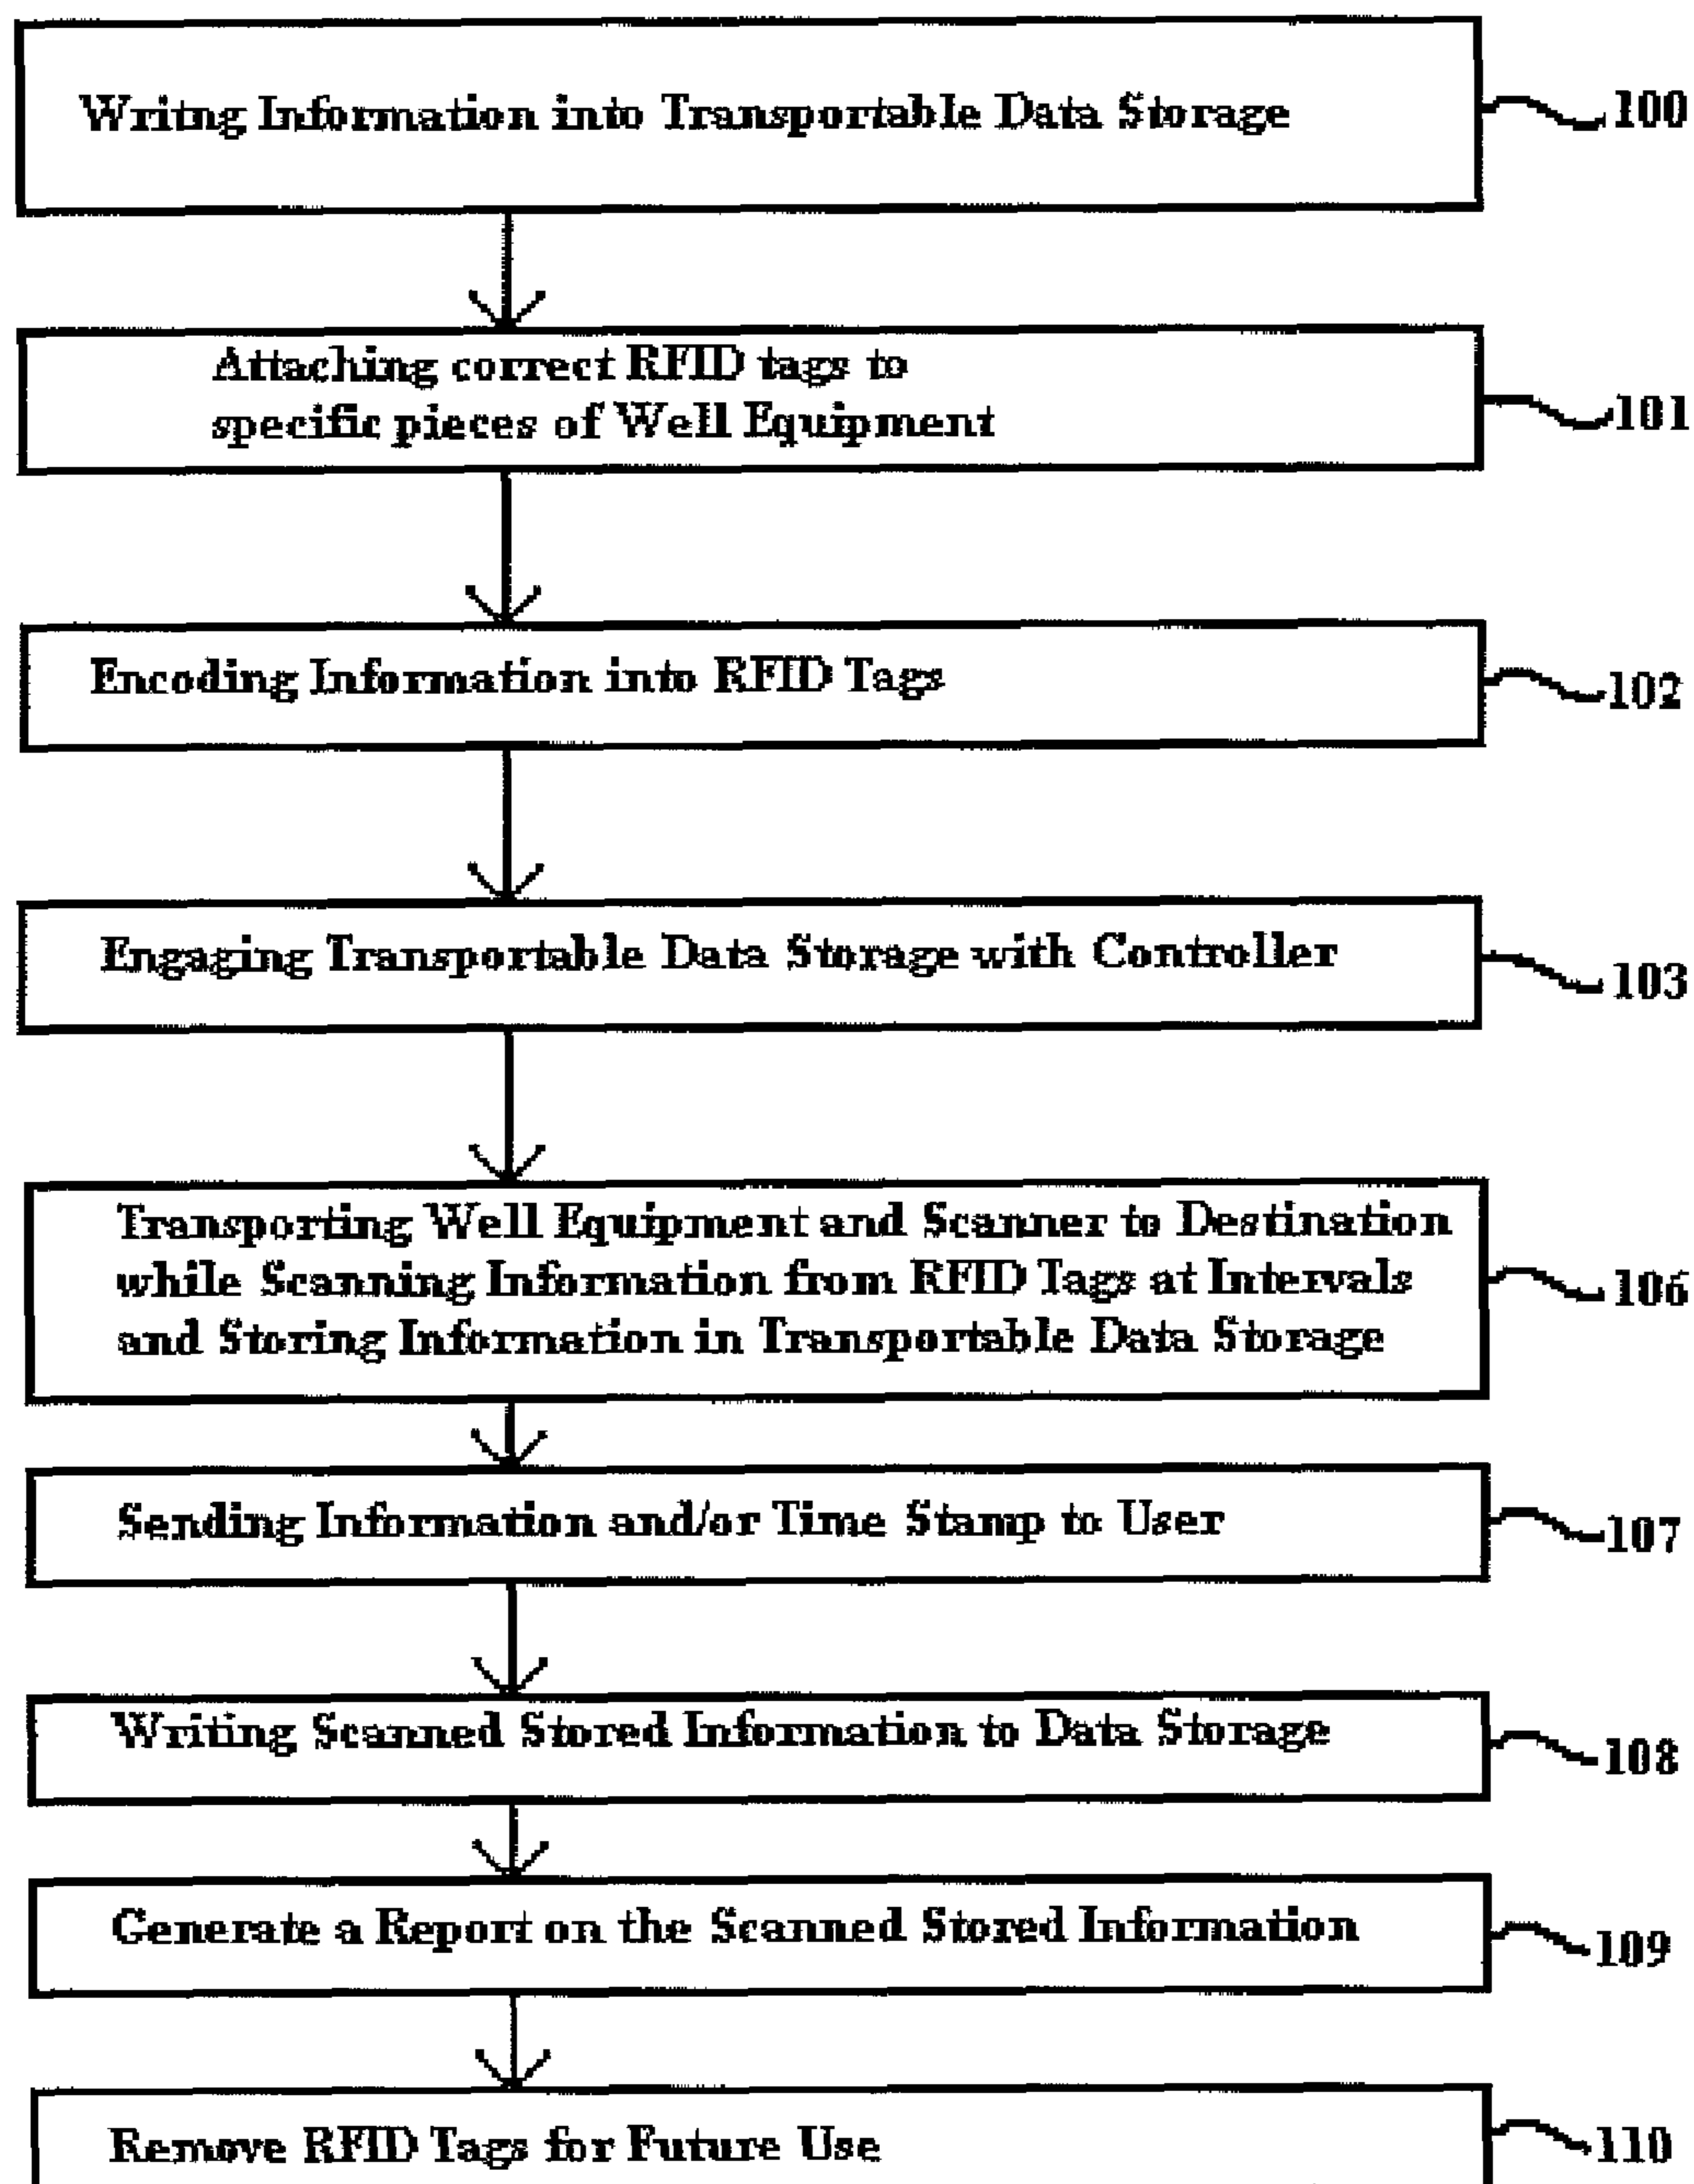 Writng Information into Transportable Data Storage
100
Attaching correct RFID tags to
specific pieces of Well Equipment
101
Encoding Information into RFID Tags
102
Engaging Transportable Data Storage with Controller
103
Transporting Well Equipment and Scanner to Destination
while Scanning Information from RFID Tags at Intervals
and Storing Information in Transportable Data Storage
106
Sending Information and/or Time Stamp to User
107
Writing Scanned Stored Information to Data Storage
108
Generate a Report on the Scanned Stored Information
109
Remove RFID Tags for Future Use
110